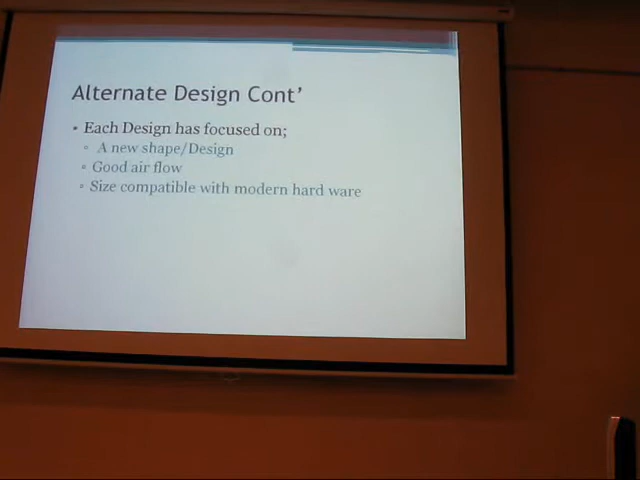 Alternate Design Cont'
• Each Design has focused on;
▫ A new shape/Design
▫ Good air flow
▫ Size compatible with modern hard ware